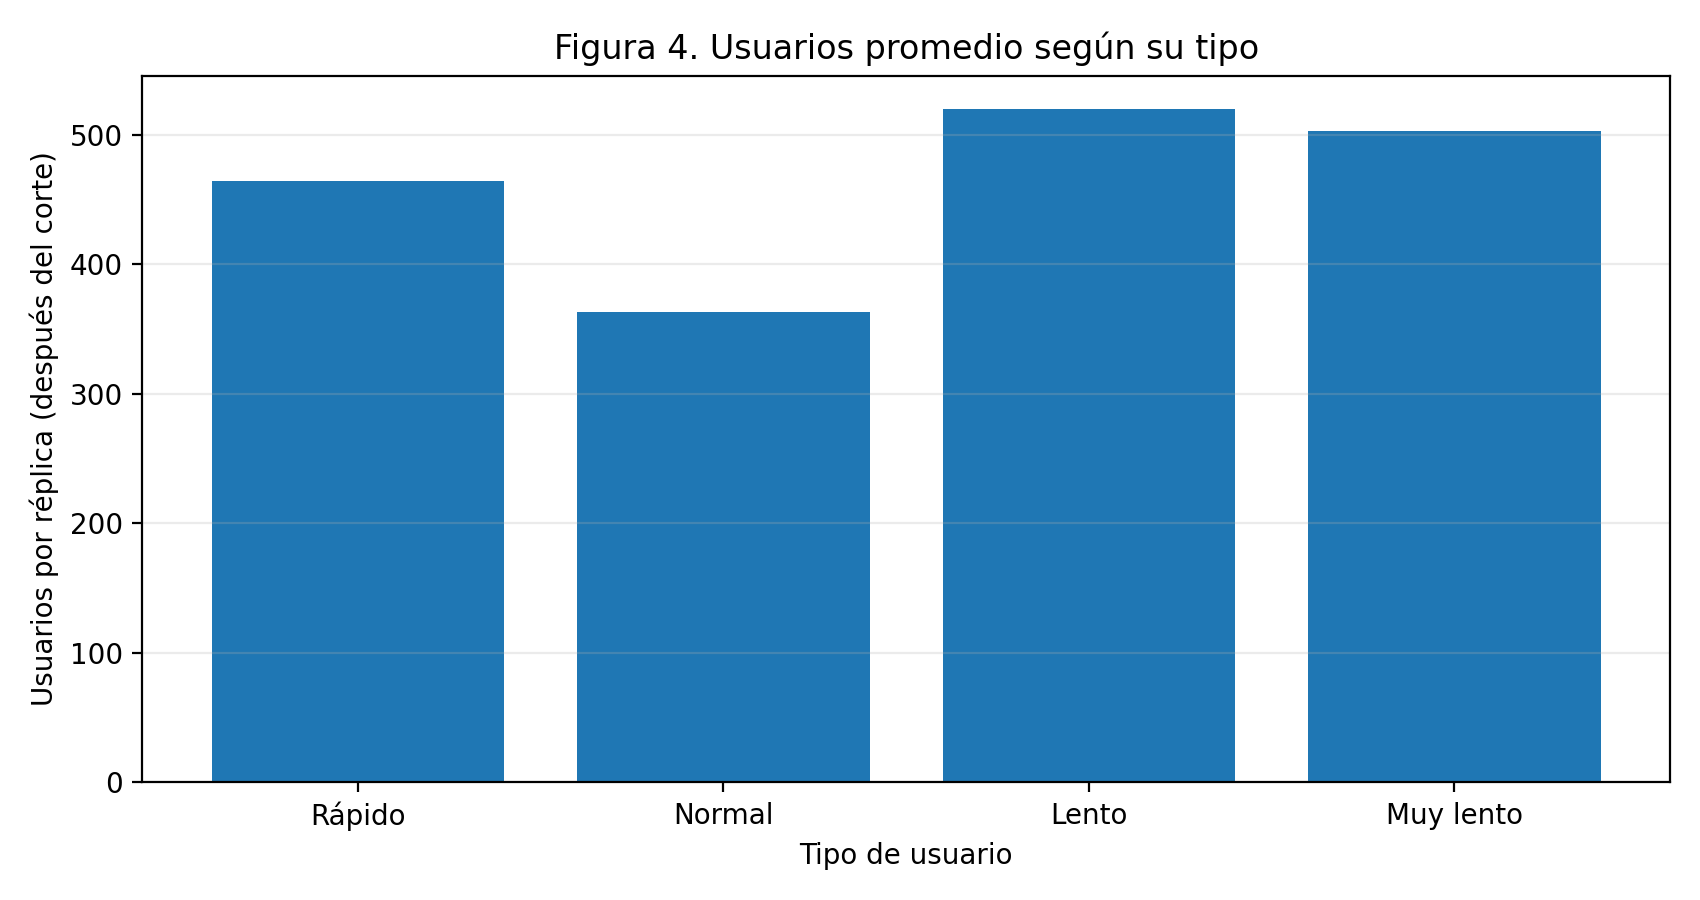 Figura 4. Usuarios promedio según su tipo
Usuarios por réplica (después del corte)
500
400
300
200
100
0
Rápido
Normal
Lento
Muy lento
Tipo de usuario